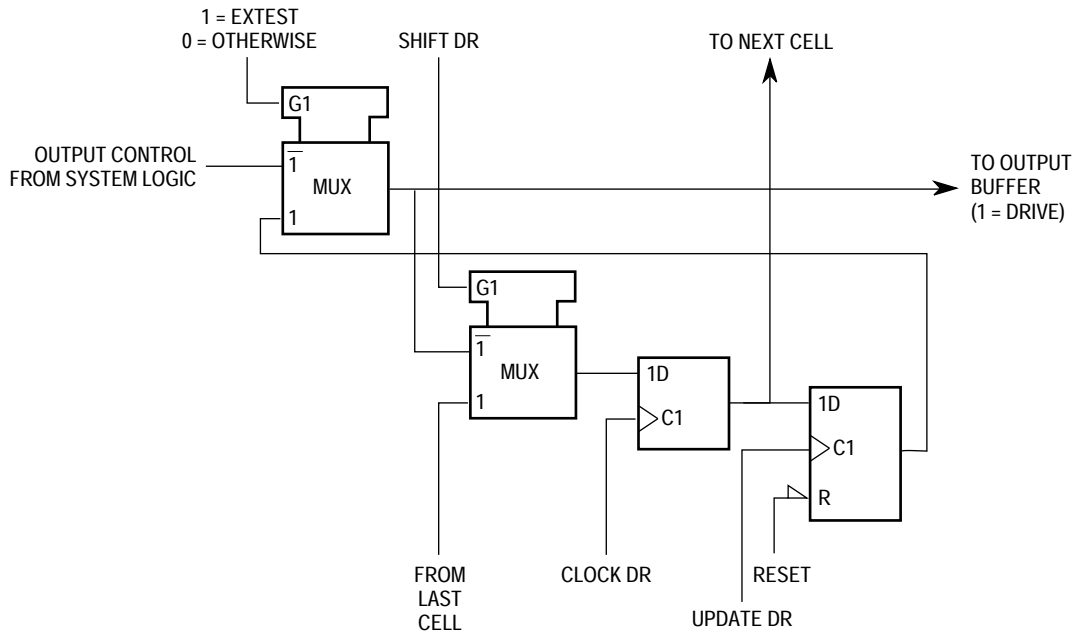 1 = EXTEST
0 = OTHERWISE
SHIFT DR
TO NEXT CELL
G1
OUTPUT CONTROL
FROM SYSTEM LOGIC
1̅
MUX
1
TO OUTPUT
BUFFER
(1 = DRIVE)
G1
1̅
MUX
1
1D
C1
1D
C1
R
FROM
LAST
CELL
CLOCK DR
RESET
UPDATE DR